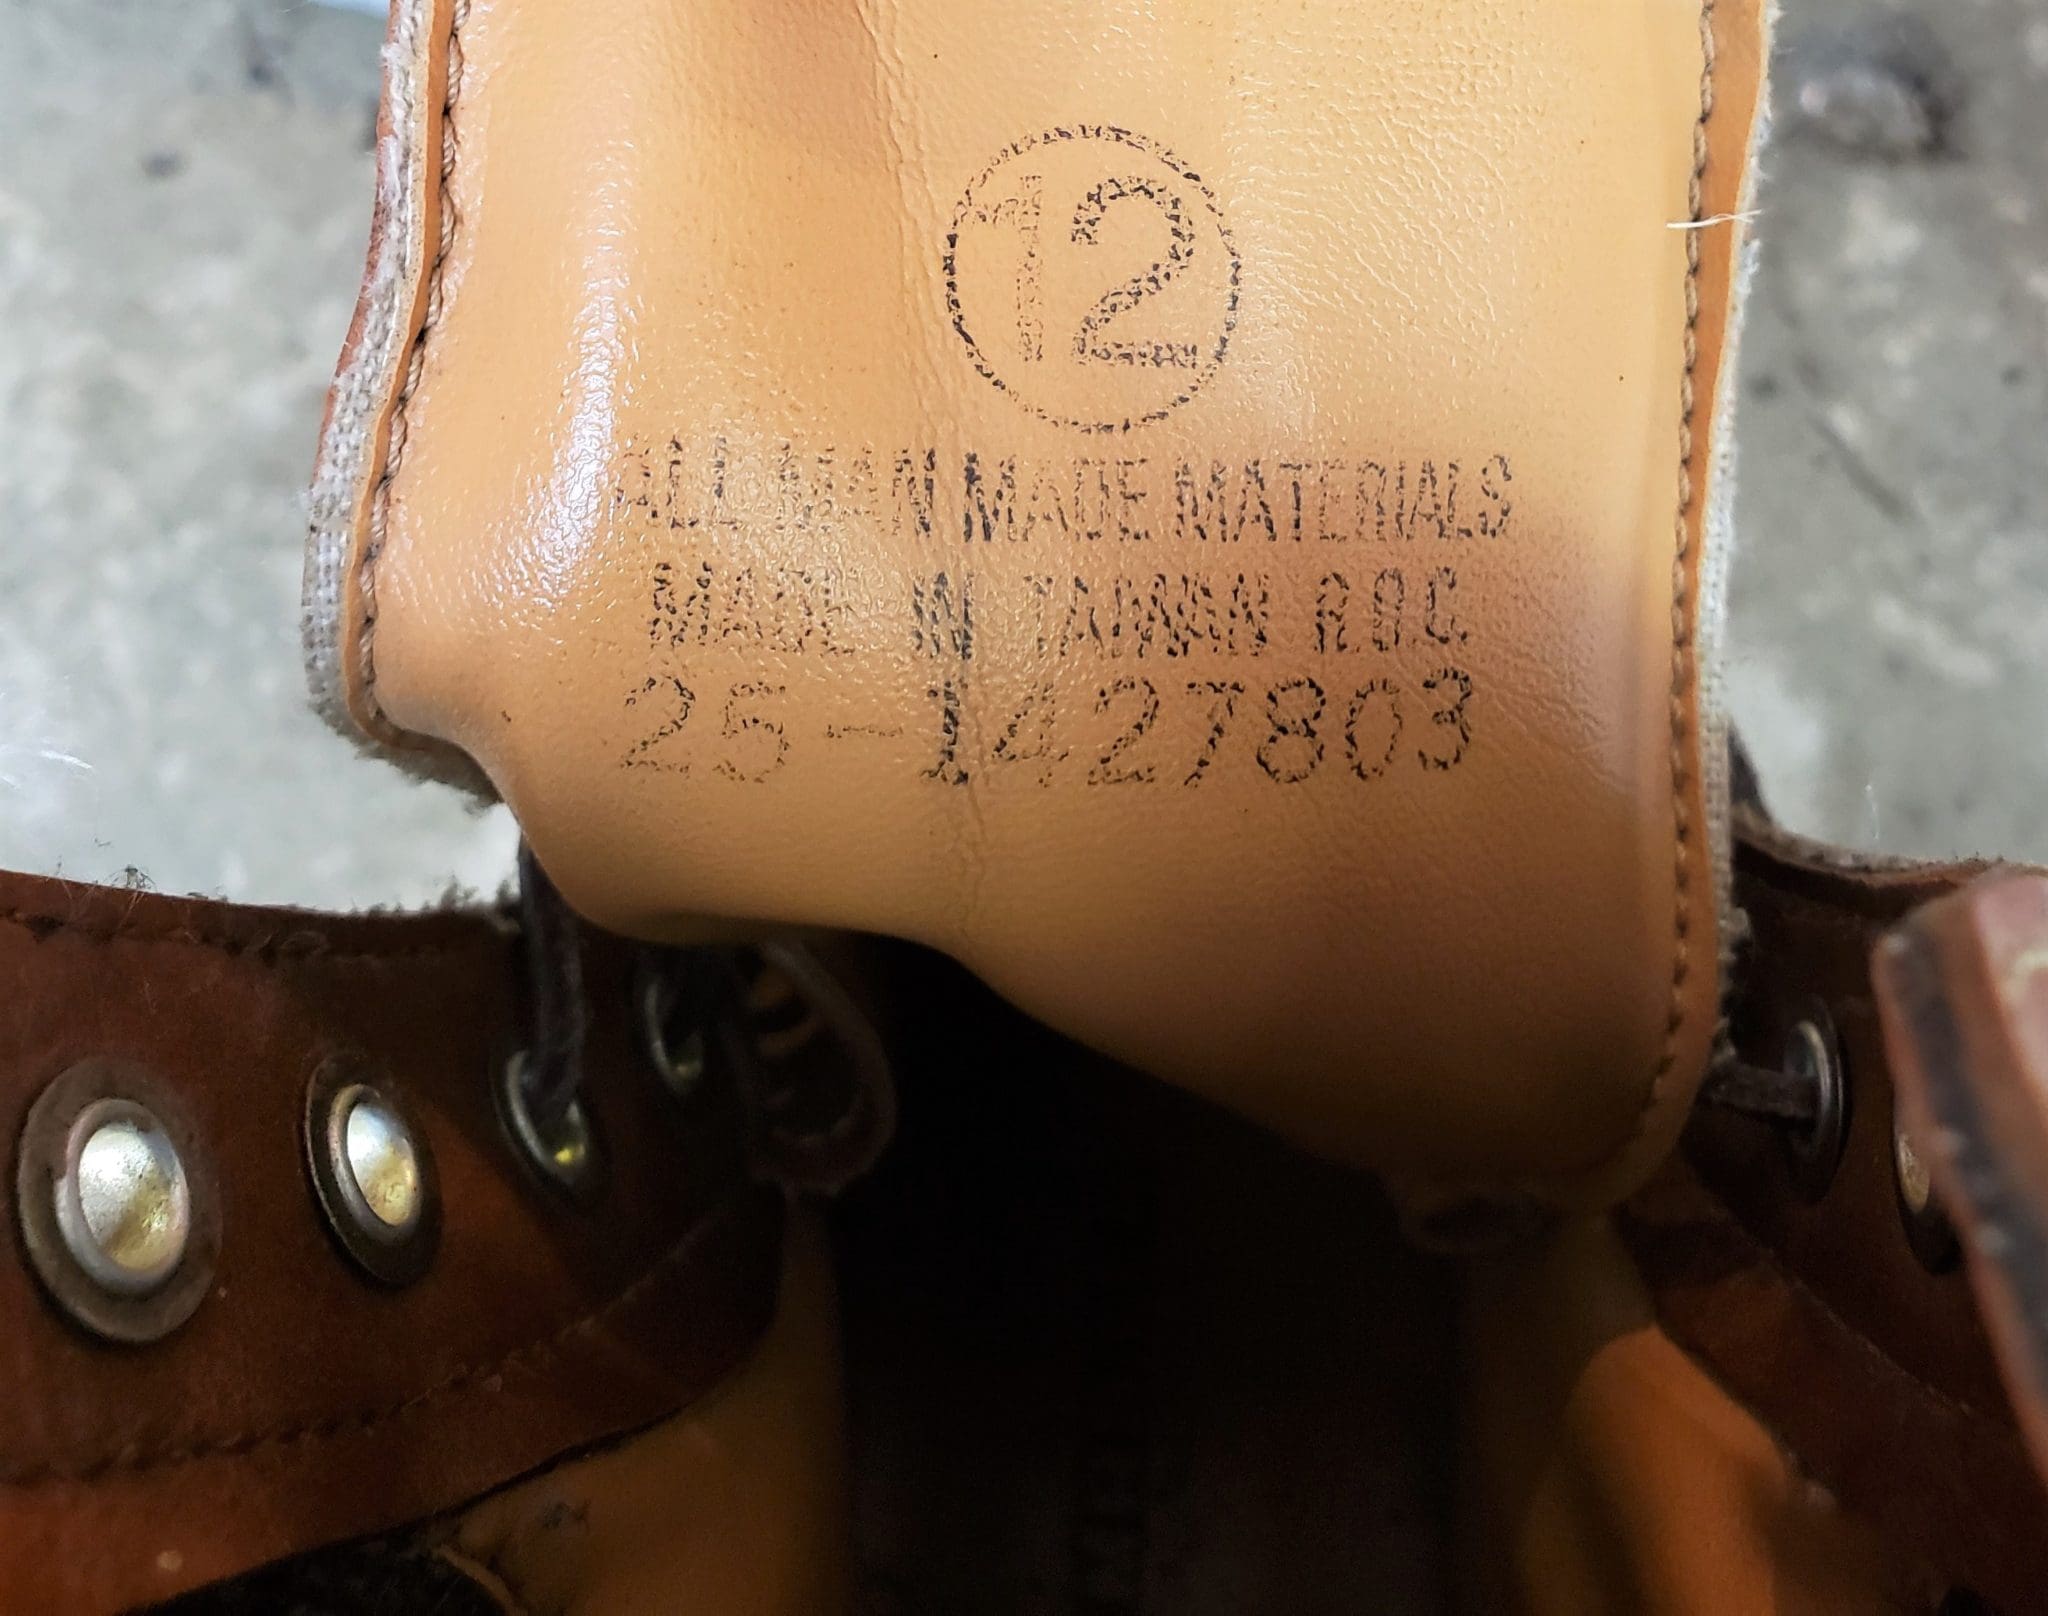 12
ALL MAN MADE MATERIALS
MADE IN TAIWAN R.O.C
25-1427803